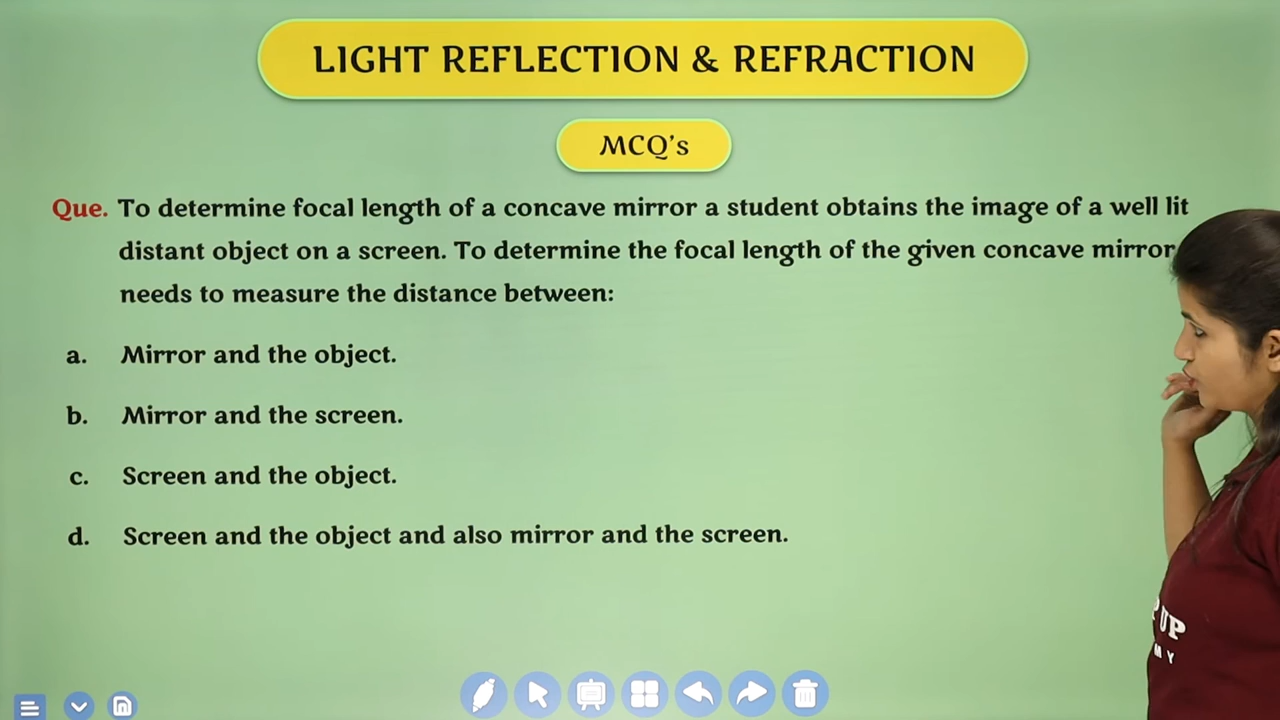 LIGHT REFLECTION & REFRACTION
MCQ's
Que. To determine focal length of a concave mirror a student obtains the image of a well lit
distant object on a screen. To determine the focal length of the given concave mirror
needs to measure the distance between:
a. Mirror and the object.
b. Mirror and the screen.
c. Screen and the object.
d. Screen and the object and also mirror and the screen.
UP
M Y